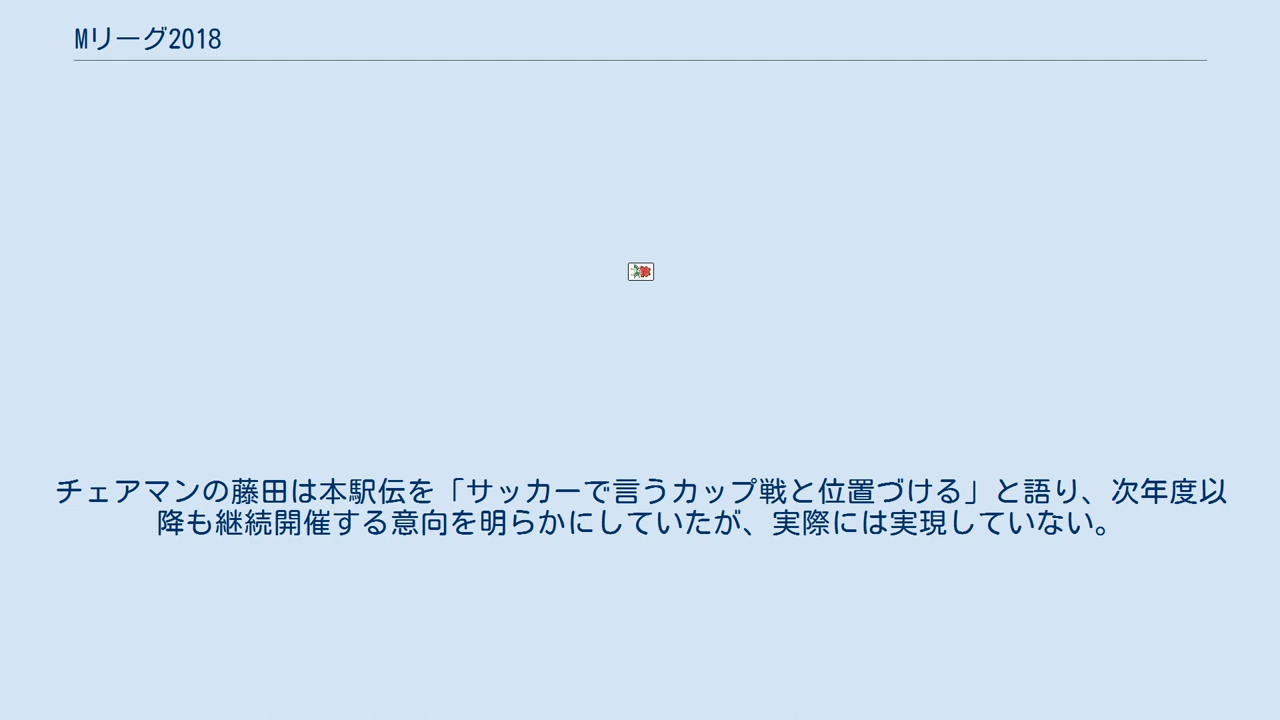 Mリーグ2018
チェアマンの藤田は本駅伝を「サッカーで言うカップ戦と位置づける」と語り、次年度以
降も継続開催する意向を明らかにしていたが、実際には実現していない。